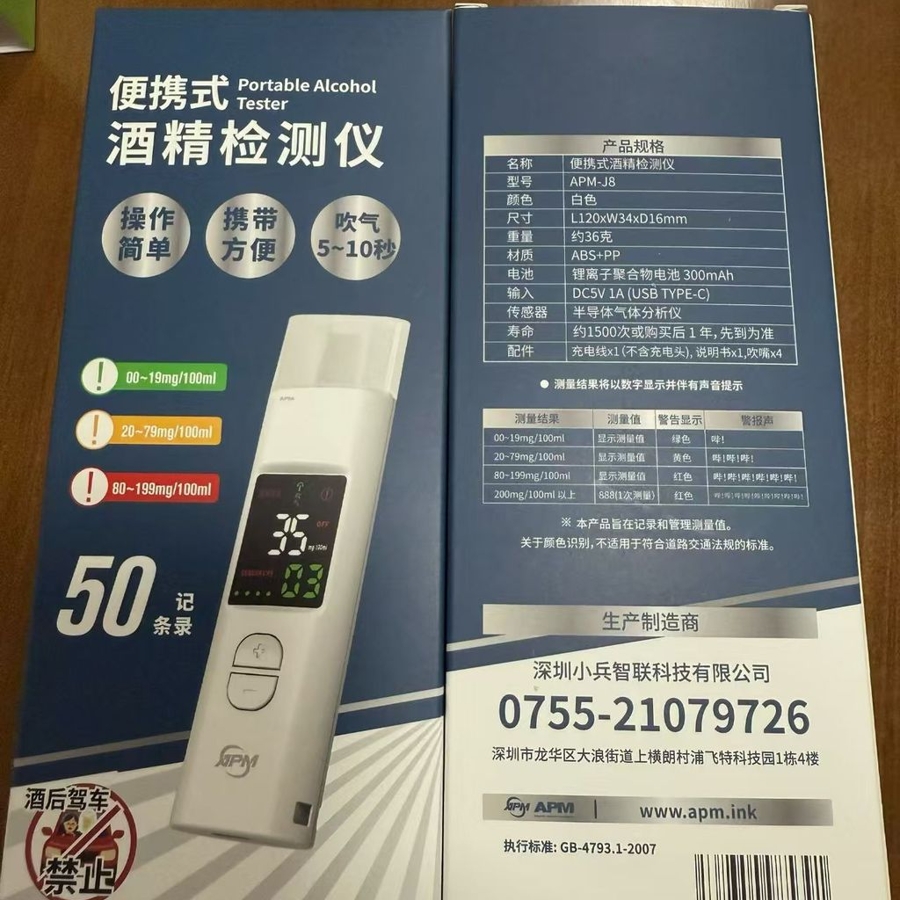 便携式 Portable Alcohol
Tester
酒精检测仪
操作
简单
携带
方便
吹气
5~10秒
00~19mg/100ml
20~79mg/100ml
80~199mg/100ml
50 记
条录
APM
35 OFF
mg/100ml
03
+
−
APM
酒后驾车
禁止
产品规格
名称 便携式酒精检测仪
型号 APM-J8
颜色 白色
尺寸 L120xW34xD16mm
重量 约36克
材质 ABS+PP
电池 锂离子聚合物电池 300mAh
输入 DC5V 1A (USB TYPE-C)
传感器 半导体气体分析仪
寿命 约1500次或购买后 1 年,先到为准
配件 充电线x1 (不含充电头), 说明书x1,吹嘴x4
● 测量结果将以数字显示并伴有声音提示
测量结果 测量值 警告显示 警报声
00~19mg/100ml 显示测量值 绿色 哔!
20~79mg/100ml 显示测量值 黄色 哔!哔!哔!
80~199mg/100ml 显示测量值 红色 哔!哔!哔!哔!哔!哔!
200mg/100ml 以上 888(1次测量) 红色
※ 本产品旨在记录和管理测量值。
关于颜色识别,不适用于符合道路交通法规的标准。
生产制造商
深圳小兵智联科技有限公司
0755-21079726
深圳市龙华区大浪街道上横朗村浦飞特科技园1栋4楼
APM APM | www.apm.ink
执行标准: GB-4793.1-2007